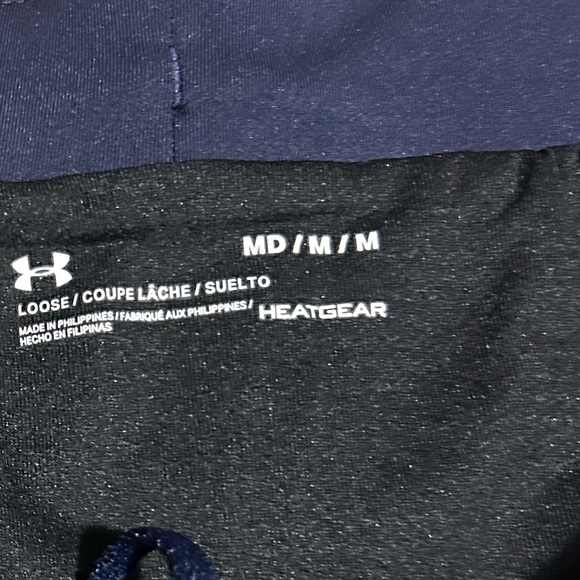 MD / M / M
LOOSE / COUPE LÂCHE / SUELTO
MADE IN PHILIPPINES / FABRIQUÉ AUX PHILIPPINES /
HECHO EN FILIPINAS
HEATGEAR